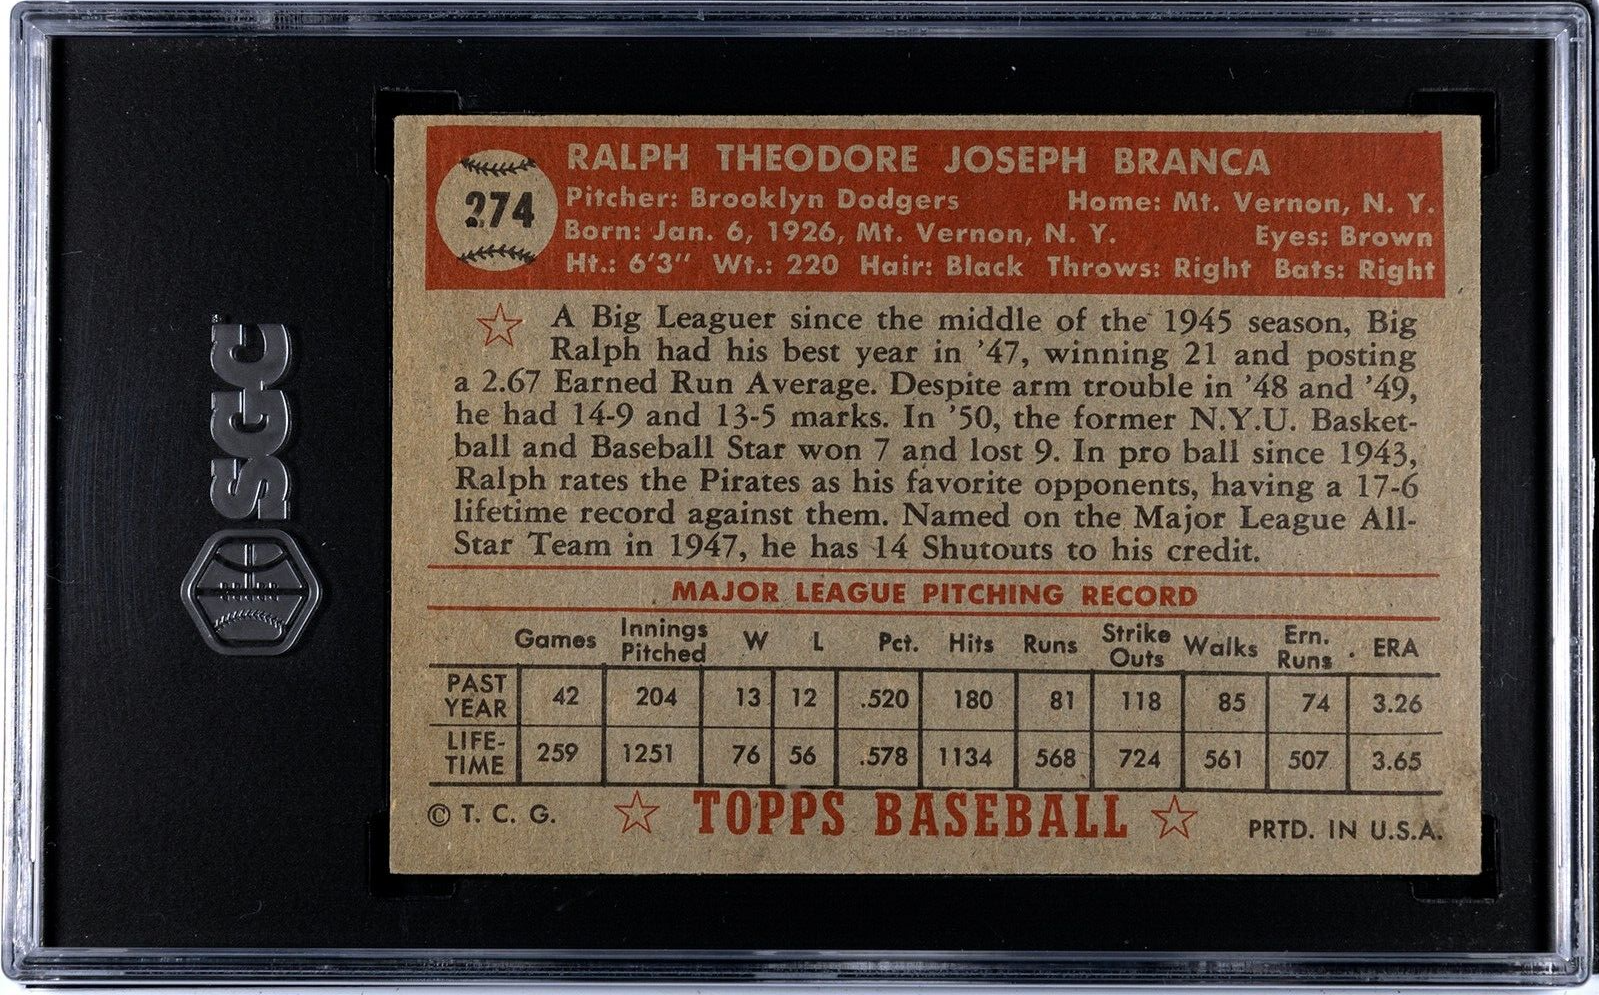 274
RALPH THEODORE JOSEPH BRANCA
Pitcher: Brooklyn Dodgers Home: Mt. Vernon, N. Y.
Born: Jan. 6, 1926, Mt. Vernon, N. Y. Eyes: Brown
Ht.: 6'3" Wt.: 220 Hair: Black Throws: Right Bats: Right
A Big Leaguer since the middle of the 1945 season, Big
Ralph had his best year in '47, winning 21 and posting
a 2.67 Earned Run Average. Despite arm trouble in '48 and '49,
he had 14-9 and 13-5 marks. In '50, the former N.Y.U. Basket-
ball and Baseball Star won 7 and lost 9. In pro ball since 1943,
Ralph rates the Pirates as his favorite opponents, having a 17-6
lifetime record against them. Named on the Major League All-
Star Team in 1947, he has 14 Shutouts to his credit.
MAJOR LEAGUE PITCHING RECORD
Games Innings Pitched W L Pct. Hits Runs Strike Outs Walks Ern. Runs ERA
PAST YEAR 42 204 13 12 .520 180 81 118 85 74 3.26
LIFE-TIME 259 1251 76 56 .578 1134 568 724 561 507 3.65
© T. C. G. TOPPS BASEBALL PRTD. IN U.S.A.
SGC